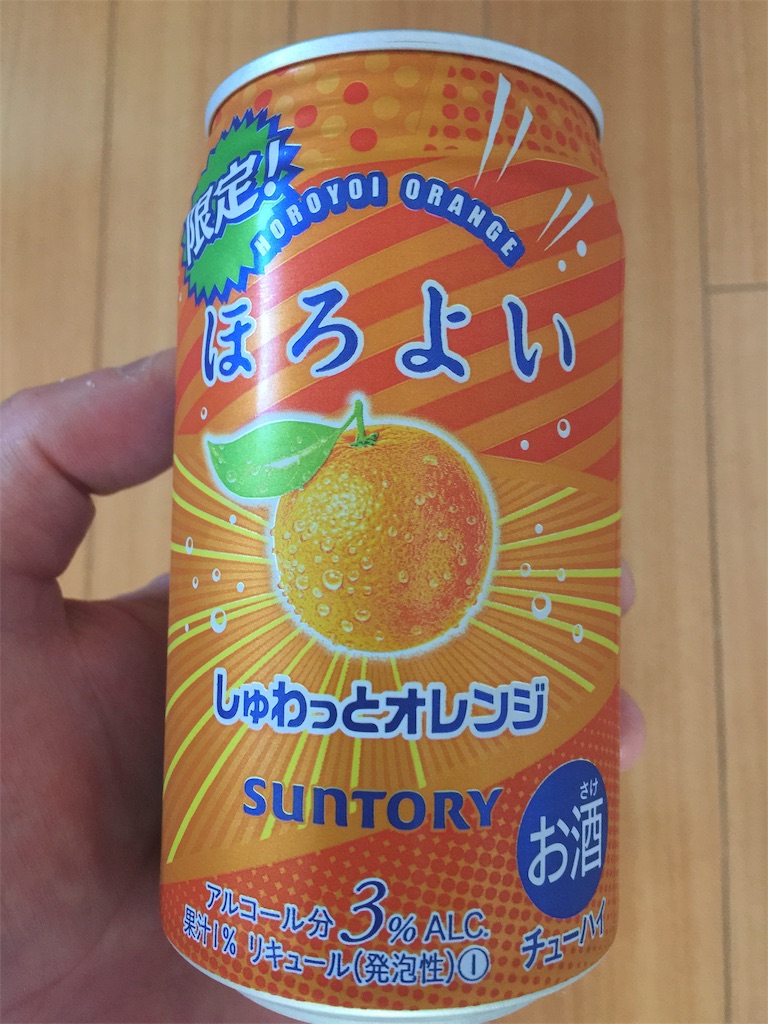 限定!
HOROYOI ORANGE
ほろよい
しゅわっとオレンジ
SUNTORY
さけ
お酒
アルコール分3%ALC.
チューハイ
果汁1% リキュール(発泡性)①